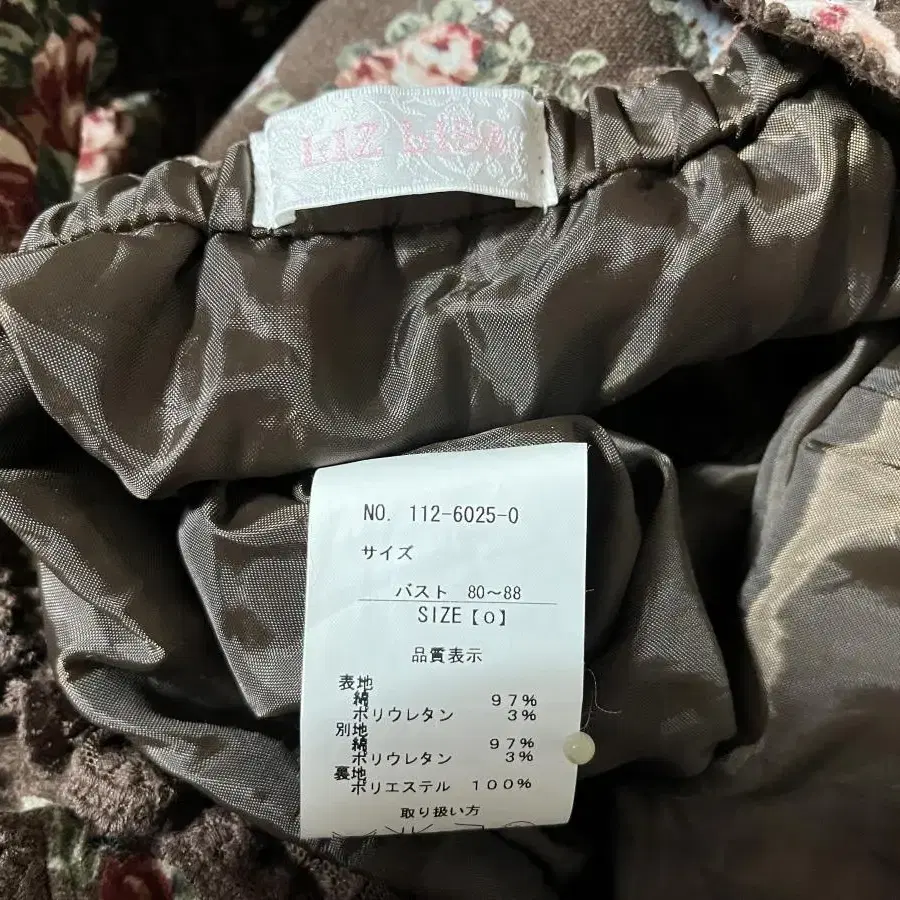 LIZ LISA
NO. 112-6025-0
サイズ
バスト 80〜88
SIZE【0】
品質表示
表地
綿 97%
ポリウレタン 3%
別地
綿 97%
ポリウレタン 3%
裏地
ポリエステル 100%
取り扱い方